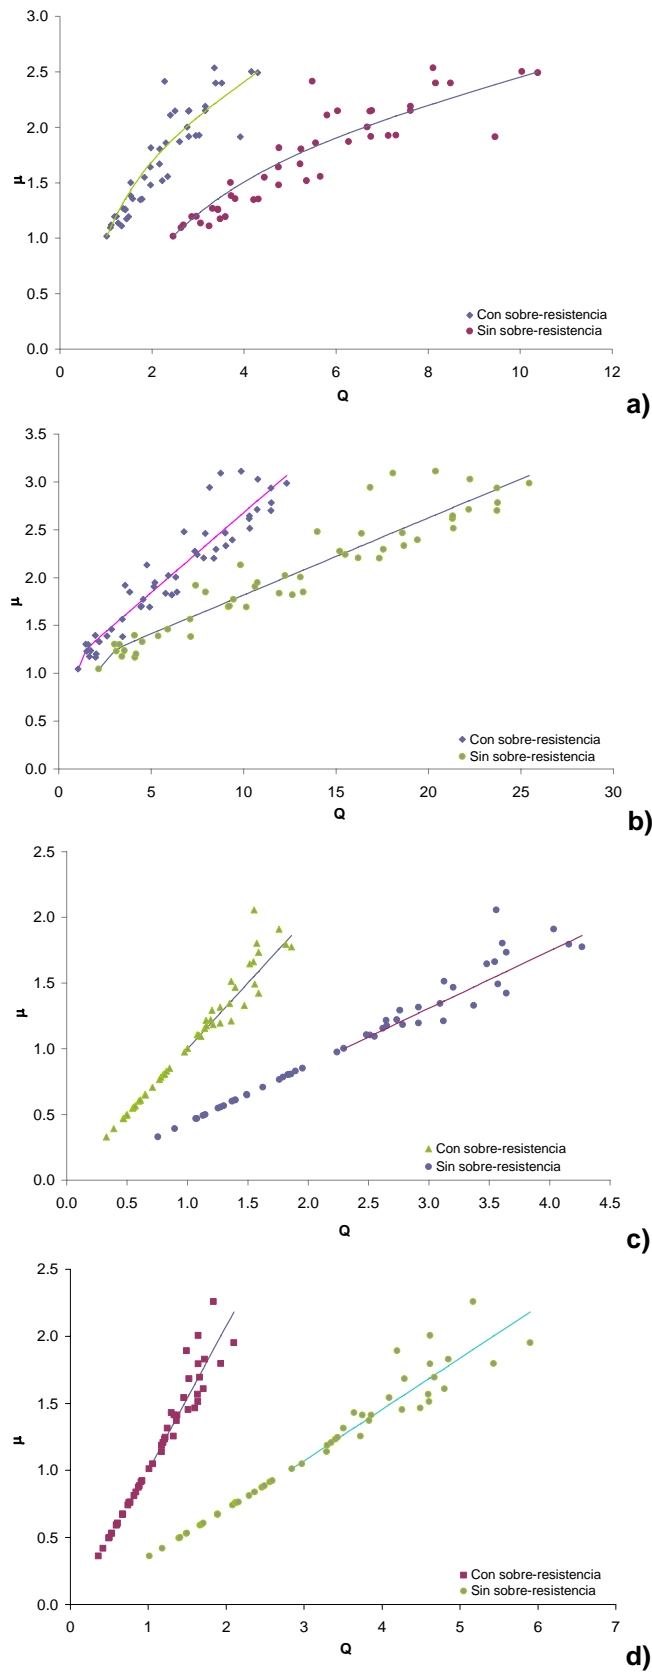 3.0
2.5
2.0
1.5
1.0
0.5
0.0
μ
Con sobre-resistencia
Sin sobre-resistencia
0 2 4 6 8 10 12
Q
a)
3.5
3.0
2.5
2.0
1.5
1.0
0.5
0.0
μ
Con sobre-resistencia
Sin sobre-resistencia
0 5 10 15 20 25 30
Q
b)
2.5
2.0
1.5
1.0
0.5
0.0
μ
Con sobre-resistencia
Sin sobre-resistencia
0.0 0.5 1.0 1.5 2.0 2.5 3.0 3.5 4.0 4.5
Q
c)
2.5
2.0
1.5
1.0
0.5
0.0
μ
Con sobre-resistencia
Sin sobre-resistencia
0 1 2 3 4 5 6 7
Q
d)